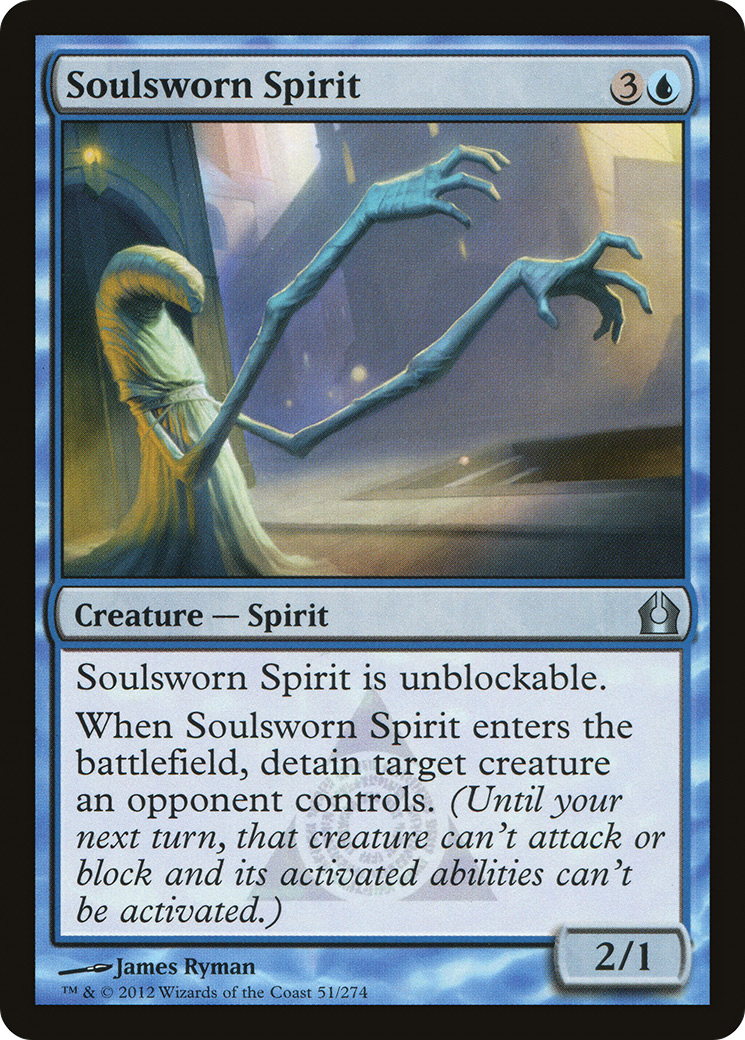 Soulsworn Spirit
3
Creature — Spirit
Soulsworn Spirit is unblockable.
When Soulsworn Spirit enters the
battlefield, detain target creature
an opponent controls. (Until your
next turn, that creature can't attack or
block and its activated abilities can't
be activated.)
2/1
James Ryman
™ & © 2012 Wizards of the Coast 51/274